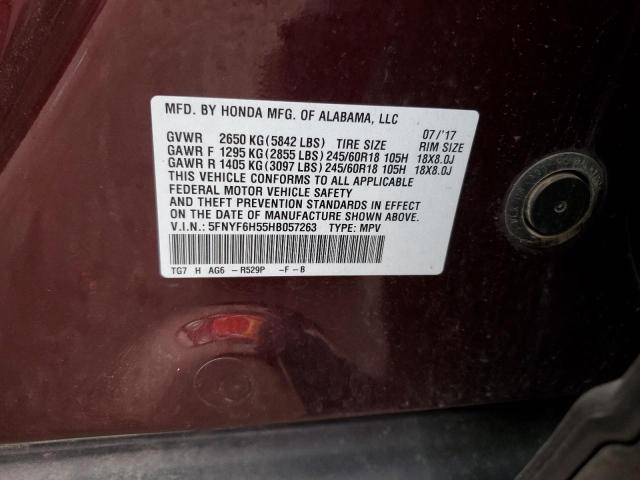 MFD. BY HONDA MFG. OF ALABAMA, LLC 07/'17
GVWR 2650 KG(5842 LBS) TIRE SIZE RIM SIZE
GAWR F 1295 KG(2855 LBS) 245/60R18 105H 18X8.0J
GAWR R 1405 KG(3097 LBS) 245/60R18 105H 18X8.0J
THIS VEHICLE CONFORMS TO ALL APPLICABLE
FEDERAL MOTOR VEHICLE SAFETY
AND THEFT PREVENTION STANDARDS IN EFFECT
ON THE DATE OF MANUFACTURE SHOWN ABOVE.
V.I.N.: 5FNYF6H55HB057263 TYPE: MPV
TG7 H AG6 -R529P -F-B